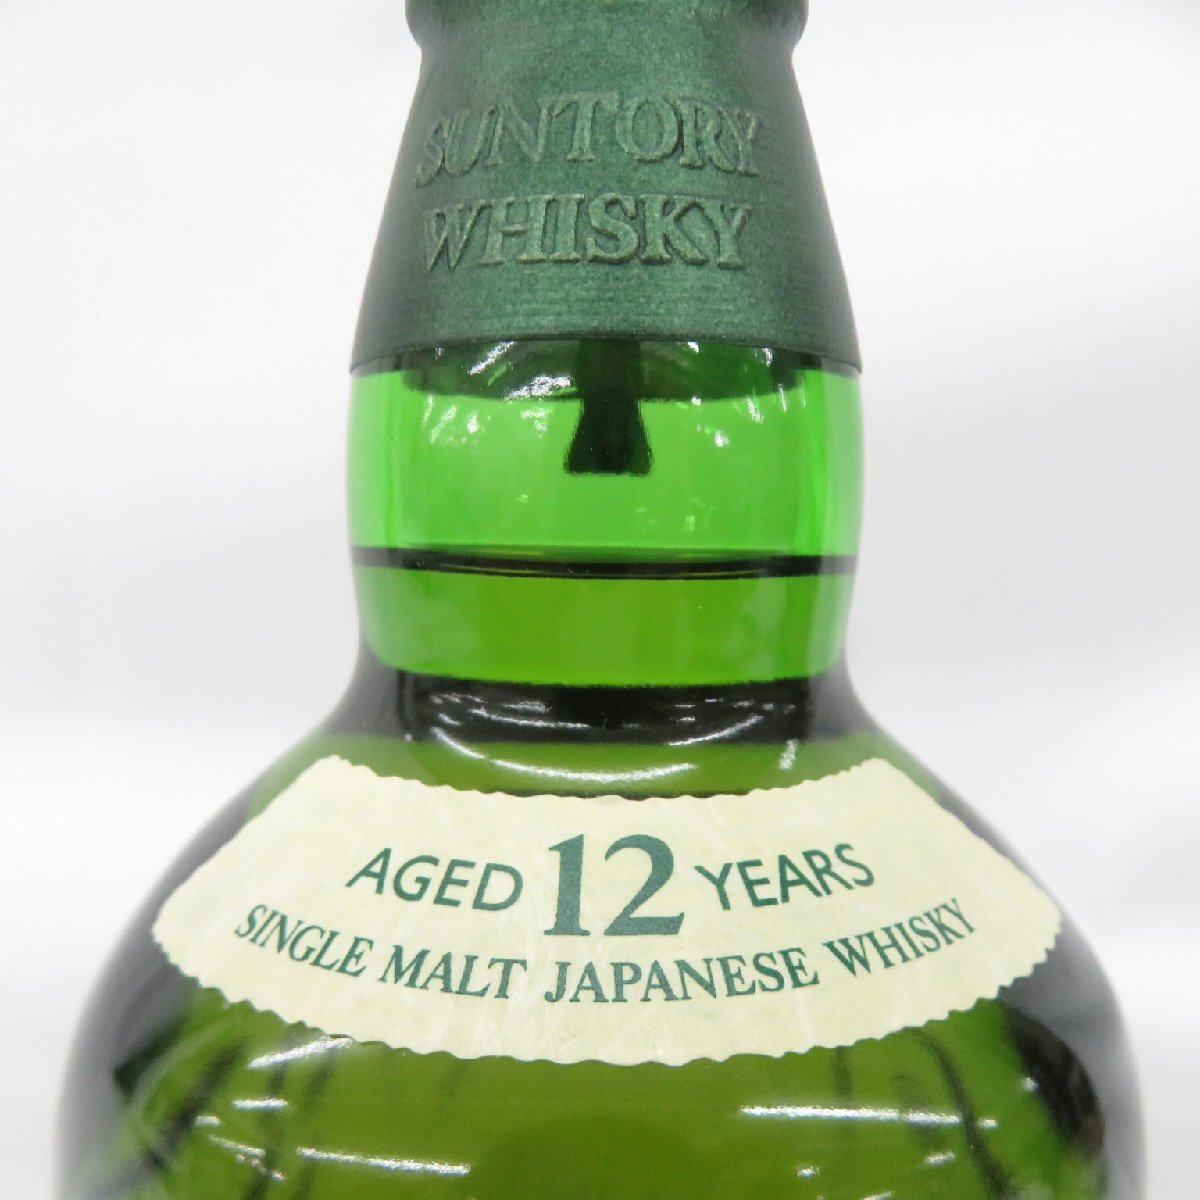 SUNTORY
WHISKY
AGED 12 YEARS
SINGLE MALT JAPANESE WHISKY